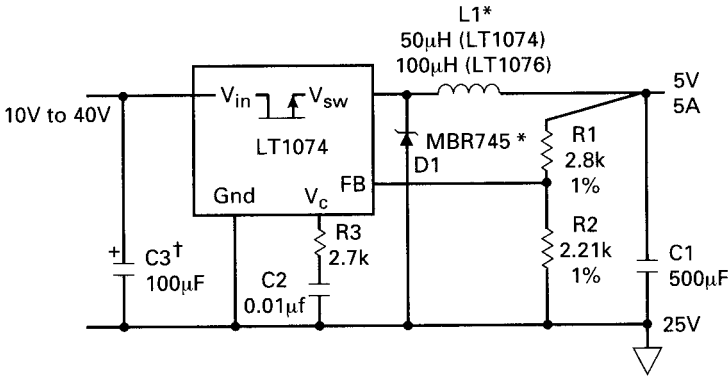 L1*
50μH (LT1074)
100μH (LT1076)
10V to 40V
Vin
Vsw
LT1074
5V
5A
MBR745 *
D1
R1
2.8k
1%
FB
Gnd
Vc
R3
2.7k
R2
2.21k
1%
C3†
+
100μF
C2
0.01μf
C1
500μF
25V